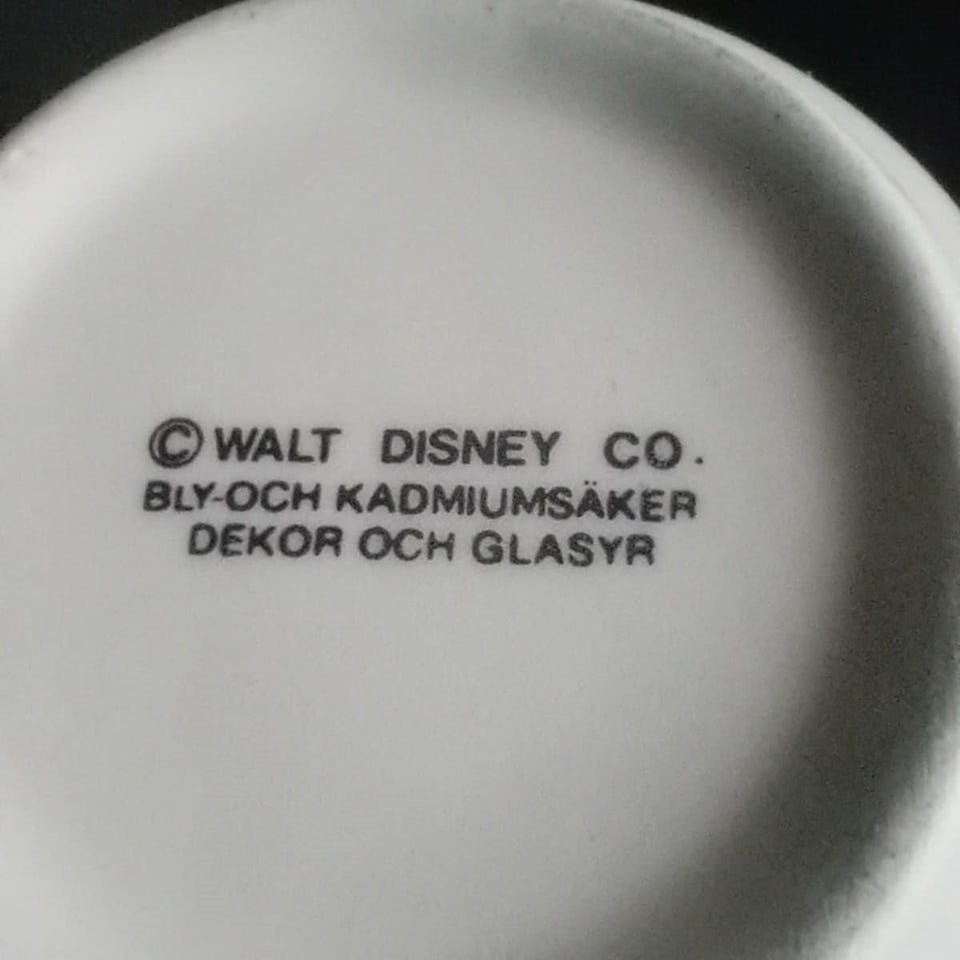 ©WALT DISNEY CO.
BLY-OCH KADMIUMSÄKER
DEKOR OCH GLASYR